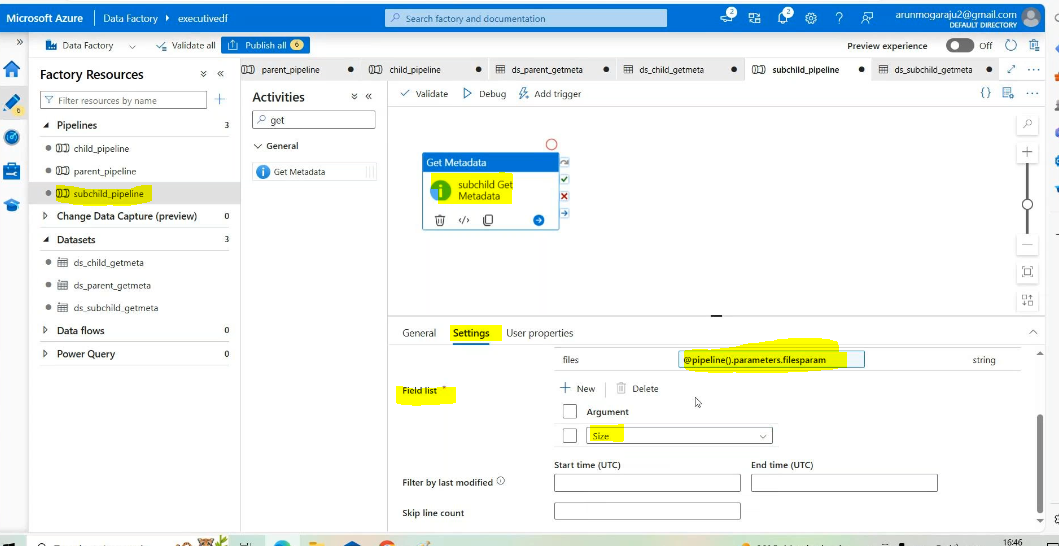 Microsoft Azure
Data Factory
executivedf
Search factory and documentation
2
2
arunmogaraju2@gmail.com
DEFAULT DIRECTORY
Data Factory
Validate all
Publish all
6
Preview experience
Off
Factory Resources
Filter resources by name
6
Pipelines
3
child_pipeline
parent_pipeline
subchild_pipeline
Change Data Capture (preview)
0
Datasets
3
ds_child_getmeta
ds_parent_getmeta
ds_subchild_getmeta
Data flows
0
Power Query
0
parent_pipeline
child_pipeline
ds_parent_getmeta
ds_child_getmeta
subchild_pipeline
ds_subchild_getmeta
Activities
get
General
Get Metadata
Validate
Debug
Add trigger
Get Metadata
subchild Get
Metadata
General
Settings
User properties
files
@pipeline().parameters.filesparam
string
Field list *
New
Delete
Argument
Size
Start time (UTC)
End time (UTC)
Filter by last modified
Skip line count
16:46